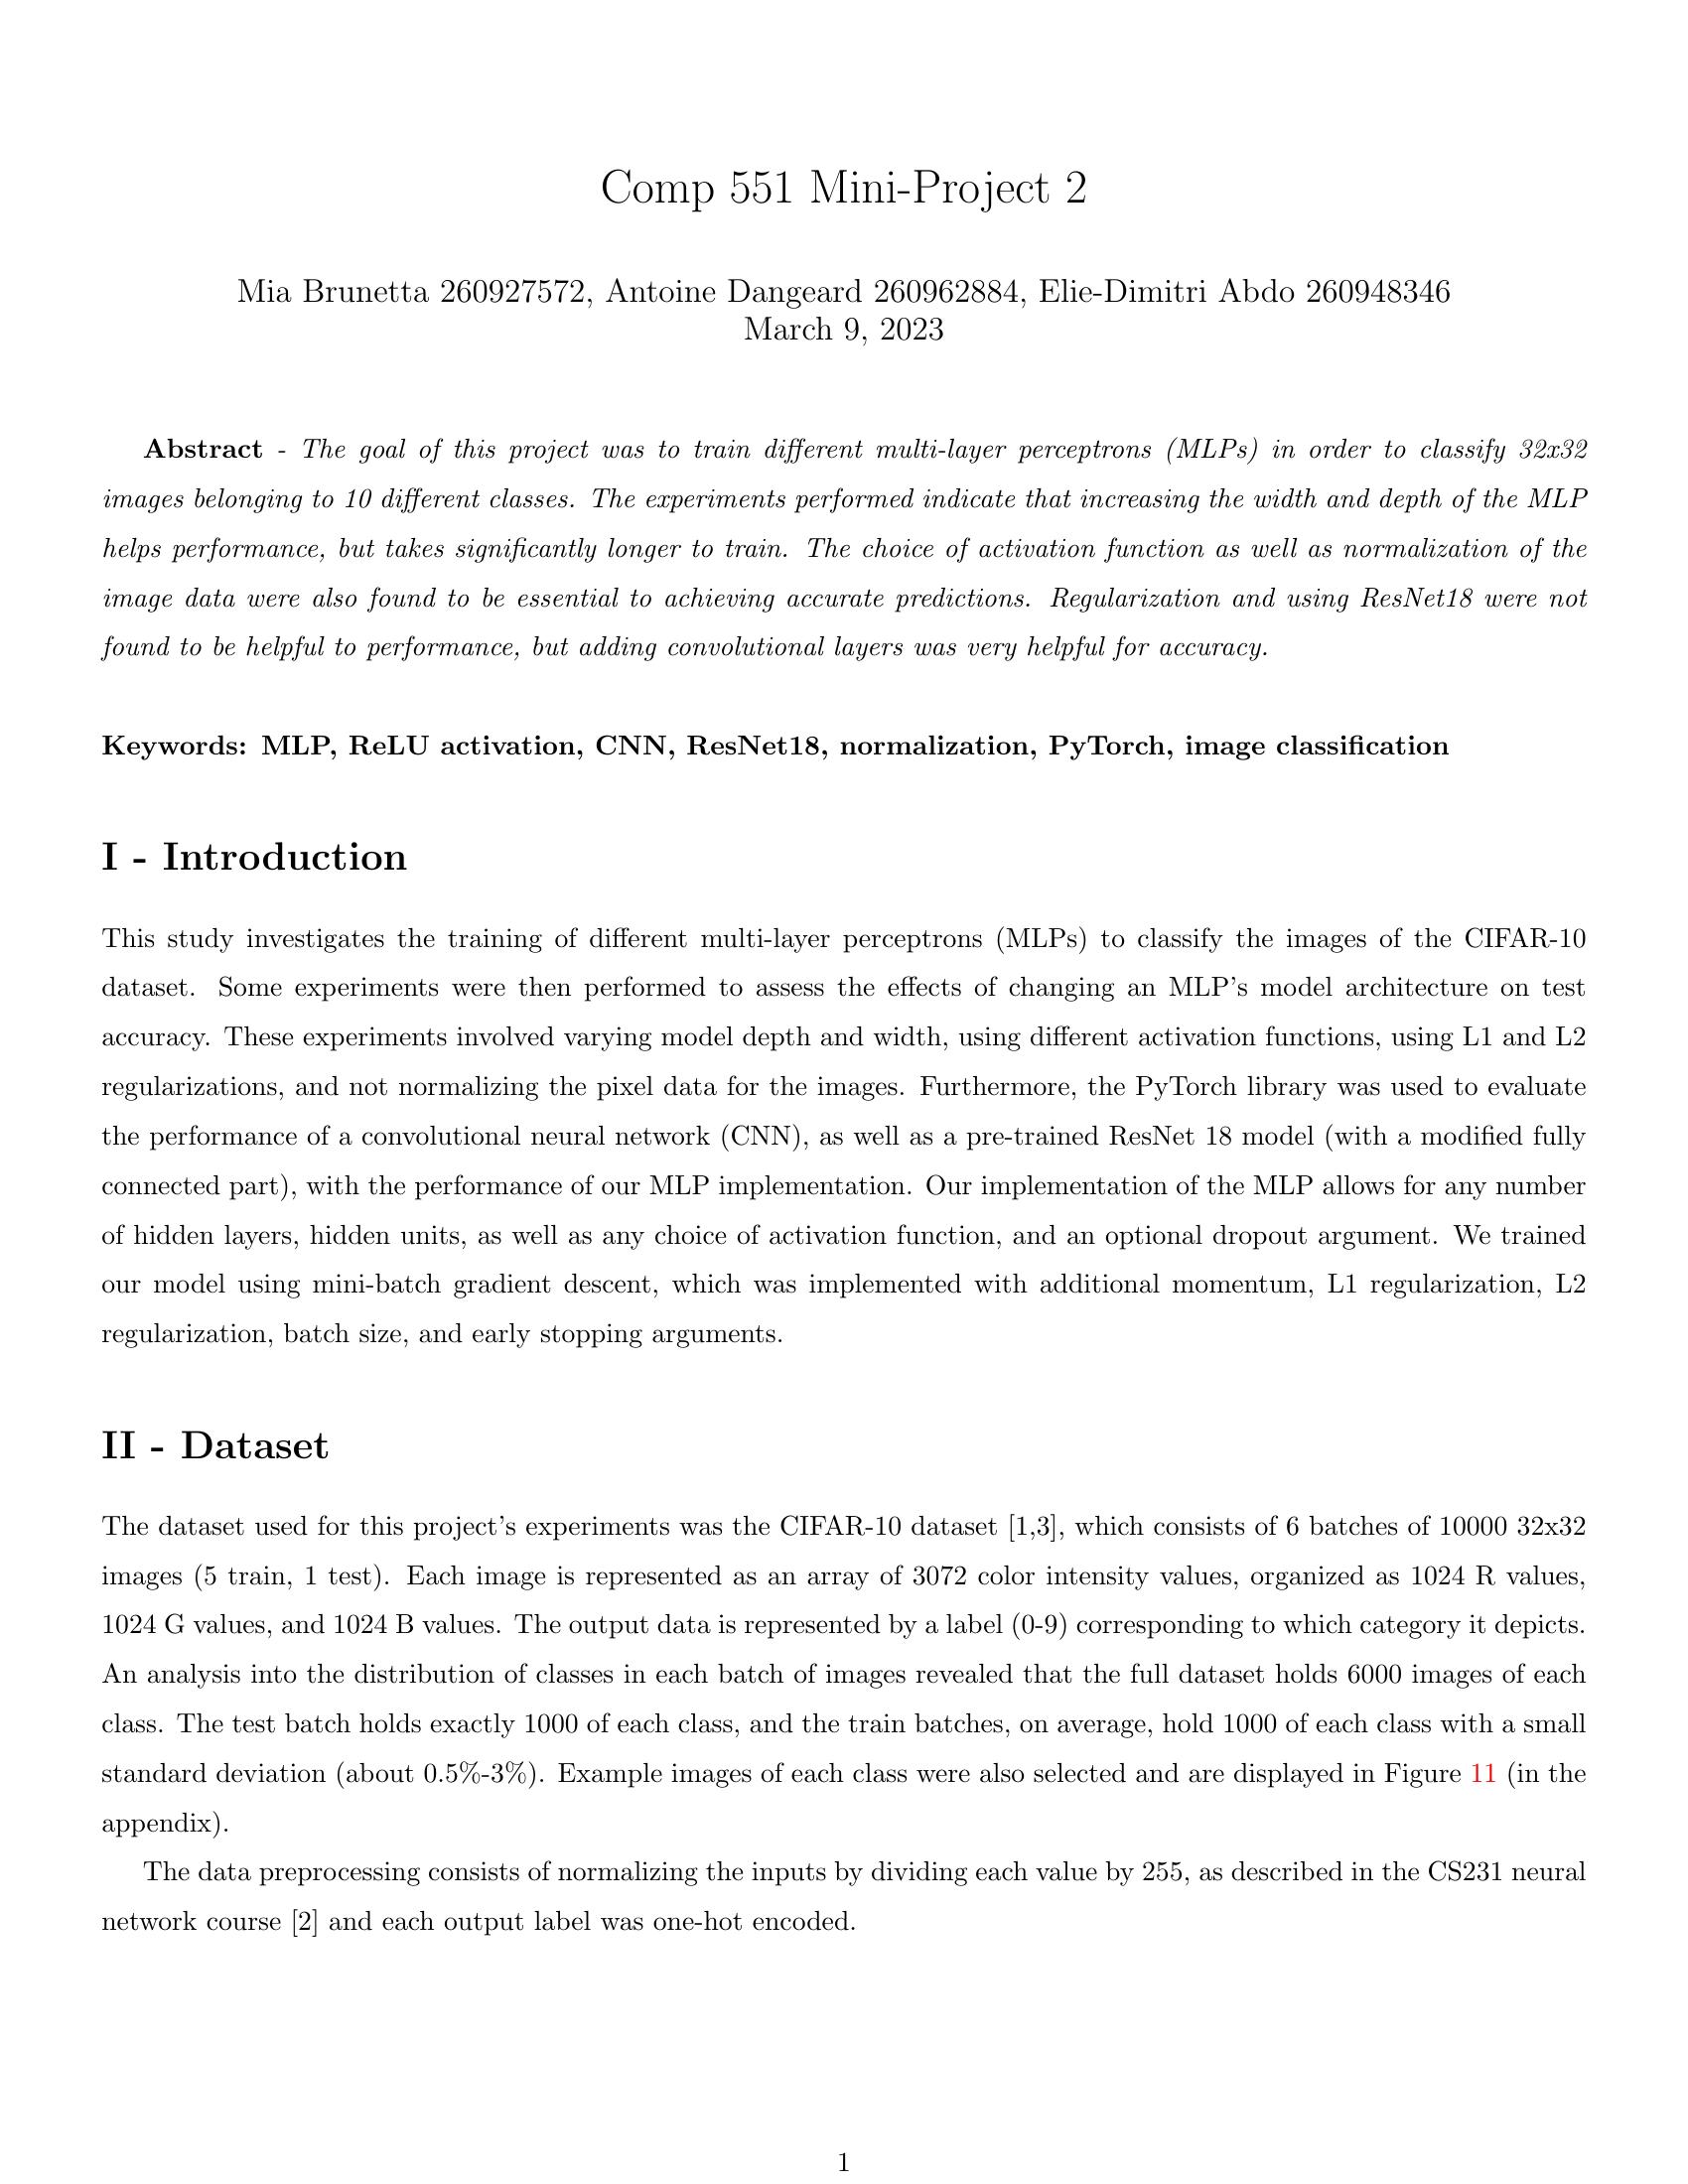 Comp 551 Mini-Project 2
Mia Brunetta 260927572, Antoine Dangeard 260962884, Elie-Dimitri Abdo 260948346
March 9, 2023
Abstract - The goal of this project was to train different multi-layer perceptrons (MLPs) in order to classify 32x32
images belonging to 10 different classes. The experiments performed indicate that increasing the width and depth of the MLP
helps performance, but takes significantly longer to train. The choice of activation function as well as normalization of the
image data were also found to be essential to achieving accurate predictions. Regularization and using ResNet18 were not
found to be helpful to performance, but adding convolutional layers was very helpful for accuracy.
Keywords: MLP, ReLU activation, CNN, ResNet18, normalization, PyTorch, image classification
I - Introduction
This study investigates the training of different multi-layer perceptrons (MLPs) to classify the images of the CIFAR-10
dataset. Some experiments were then performed to assess the effects of changing an MLP's model architecture on test
accuracy. These experiments involved varying model depth and width, using different activation functions, using L1 and L2
regularizations, and not normalizing the pixel data for the images. Furthermore, the PyTorch library was used to evaluate
the performance of a convolutional neural network (CNN), as well as a pre-trained ResNet 18 model (with a modified fully
connected part), with the performance of our MLP implementation. Our implementation of the MLP allows for any number
of hidden layers, hidden units, as well as any choice of activation function, and an optional dropout argument. We trained
our model using mini-batch gradient descent, which was implemented with additional momentum, L1 regularization, L2
regularization, batch size, and early stopping arguments.
II - Dataset
The dataset used for this project's experiments was the CIFAR-10 dataset [1,3], which consists of 6 batches of 10000 32x32
images (5 train, 1 test). Each image is represented as an array of 3072 color intensity values, organized as 1024 R values,
1024 G values, and 1024 B values. The output data is represented by a label (0-9) corresponding to which category it depicts.
An analysis into the distribution of classes in each batch of images revealed that the full dataset holds 6000 images of each
class. The test batch holds exactly 1000 of each class, and the train batches, on average, hold 1000 of each class with a small
standard deviation (about 0.5%-3%). Example images of each class were also selected and are displayed in Figure 11 (in the
appendix).
The data preprocessing consists of normalizing the inputs by dividing each value by 255, as described in the CS231 neural
network course [2] and each output label was one-hot encoded.
1